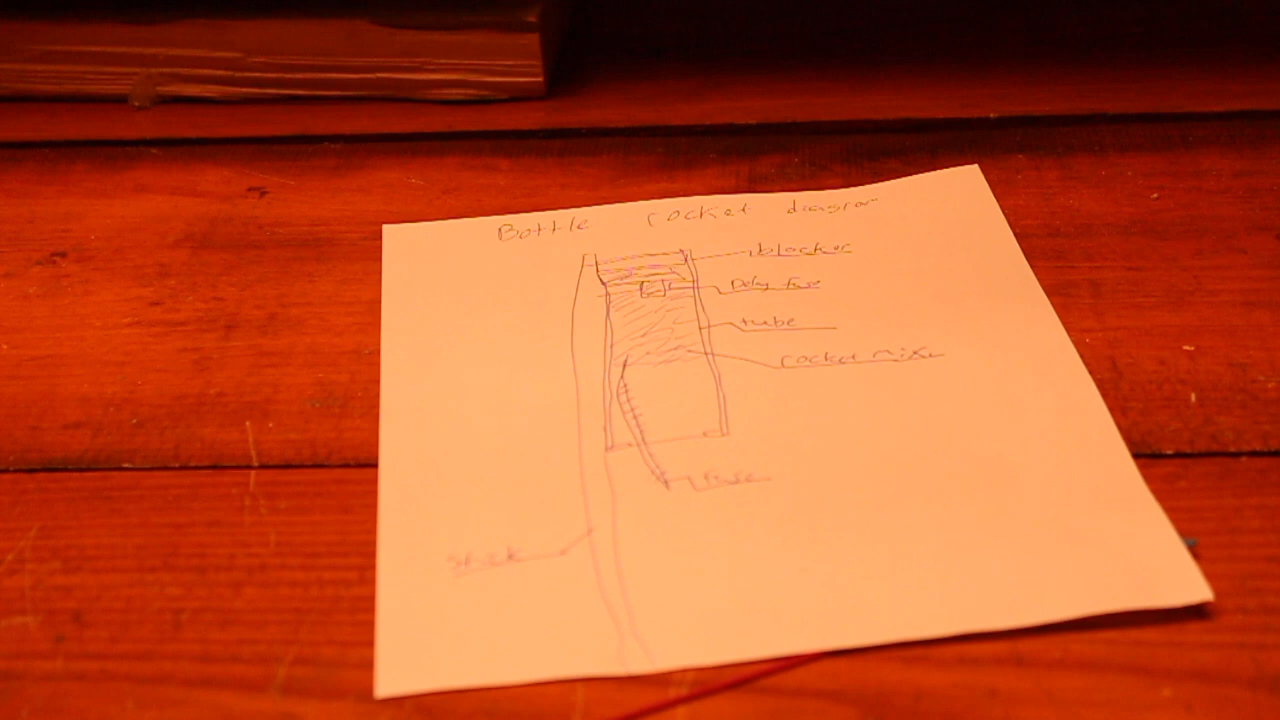 Bottle rocket diagram
blocker
Delay fuse
tube
rocket mix
fuse
stick